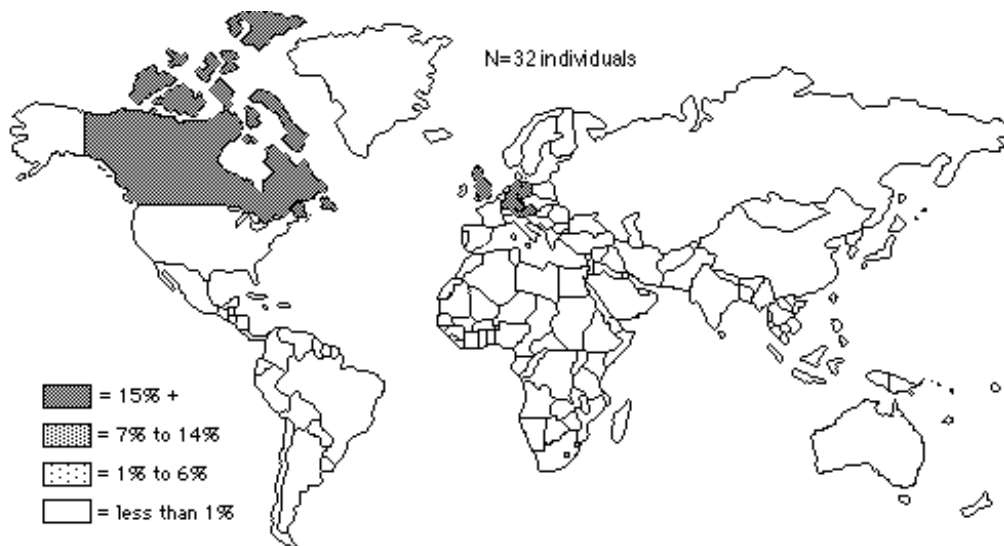 N=32 individuals
= 15% +
= 7% to 14%
= 1% to 6%
= less than 1%